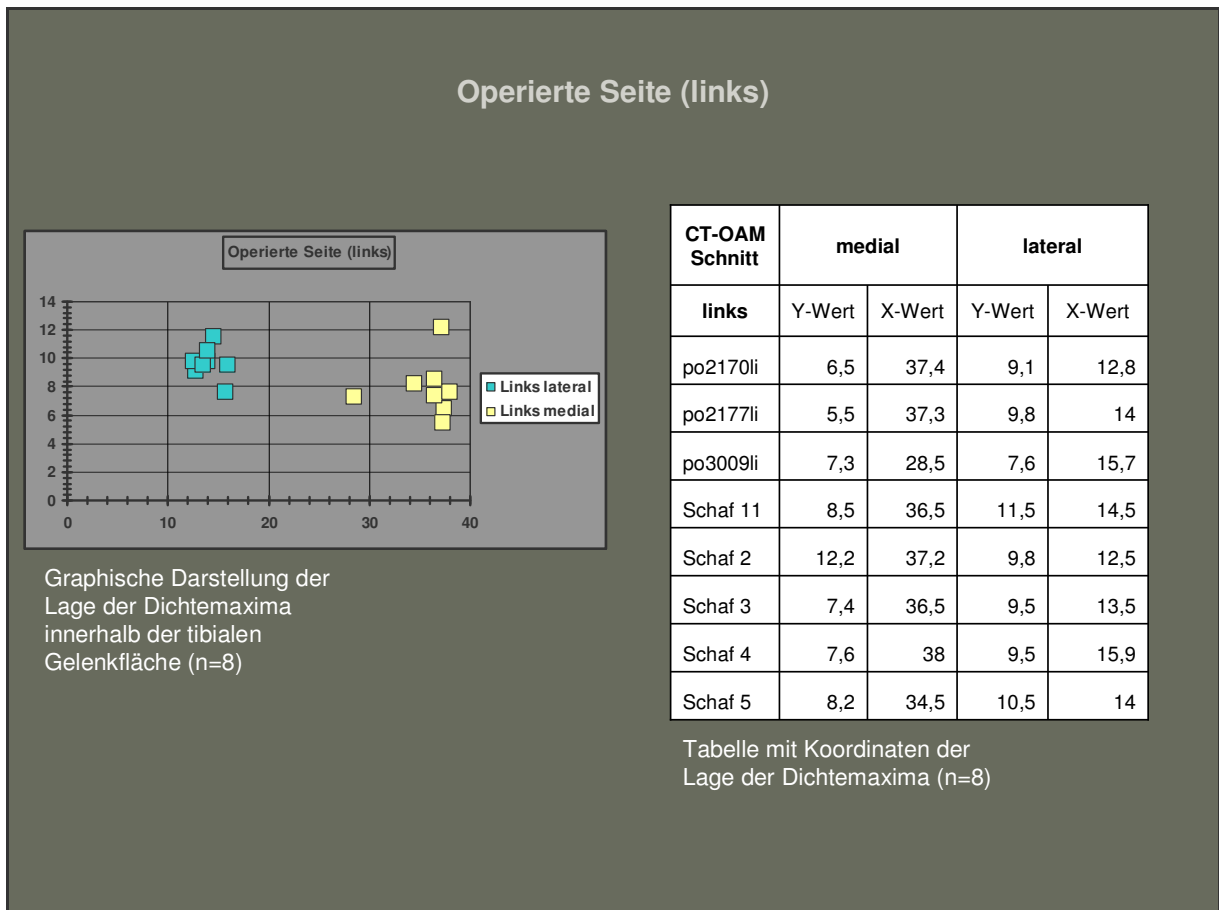 Operierte Seite (links)
Operierte Seite (links)
14
12
10
8
6
4
2
0
0 10 20 30 40
Links lateral
Links medial
Graphische Darstellung der
Lage der Dichtemaxima
innerhalb der tibialen
Gelenkfläche (n=8)
CT-OAM
Schnitt
medial lateral
links Y-Wert X-Wert Y-Wert X-Wert
po2170li 6,5 37,4 9,1 12,8
po2177li 5,5 37,3 9,8 14
po3009li 7,3 28,5 7,6 15,7
Schaf 11 8,5 36,5 11,5 14,5
Schaf 2 12,2 37,2 9,8 12,5
Schaf 3 7,4 36,5 9,5 13,5
Schaf 4 7,6 38 9,5 15,9
Schaf 5 8,2 34,5 10,5 14
Tabelle mit Koordinaten der
Lage der Dichtemaxima (n=8)